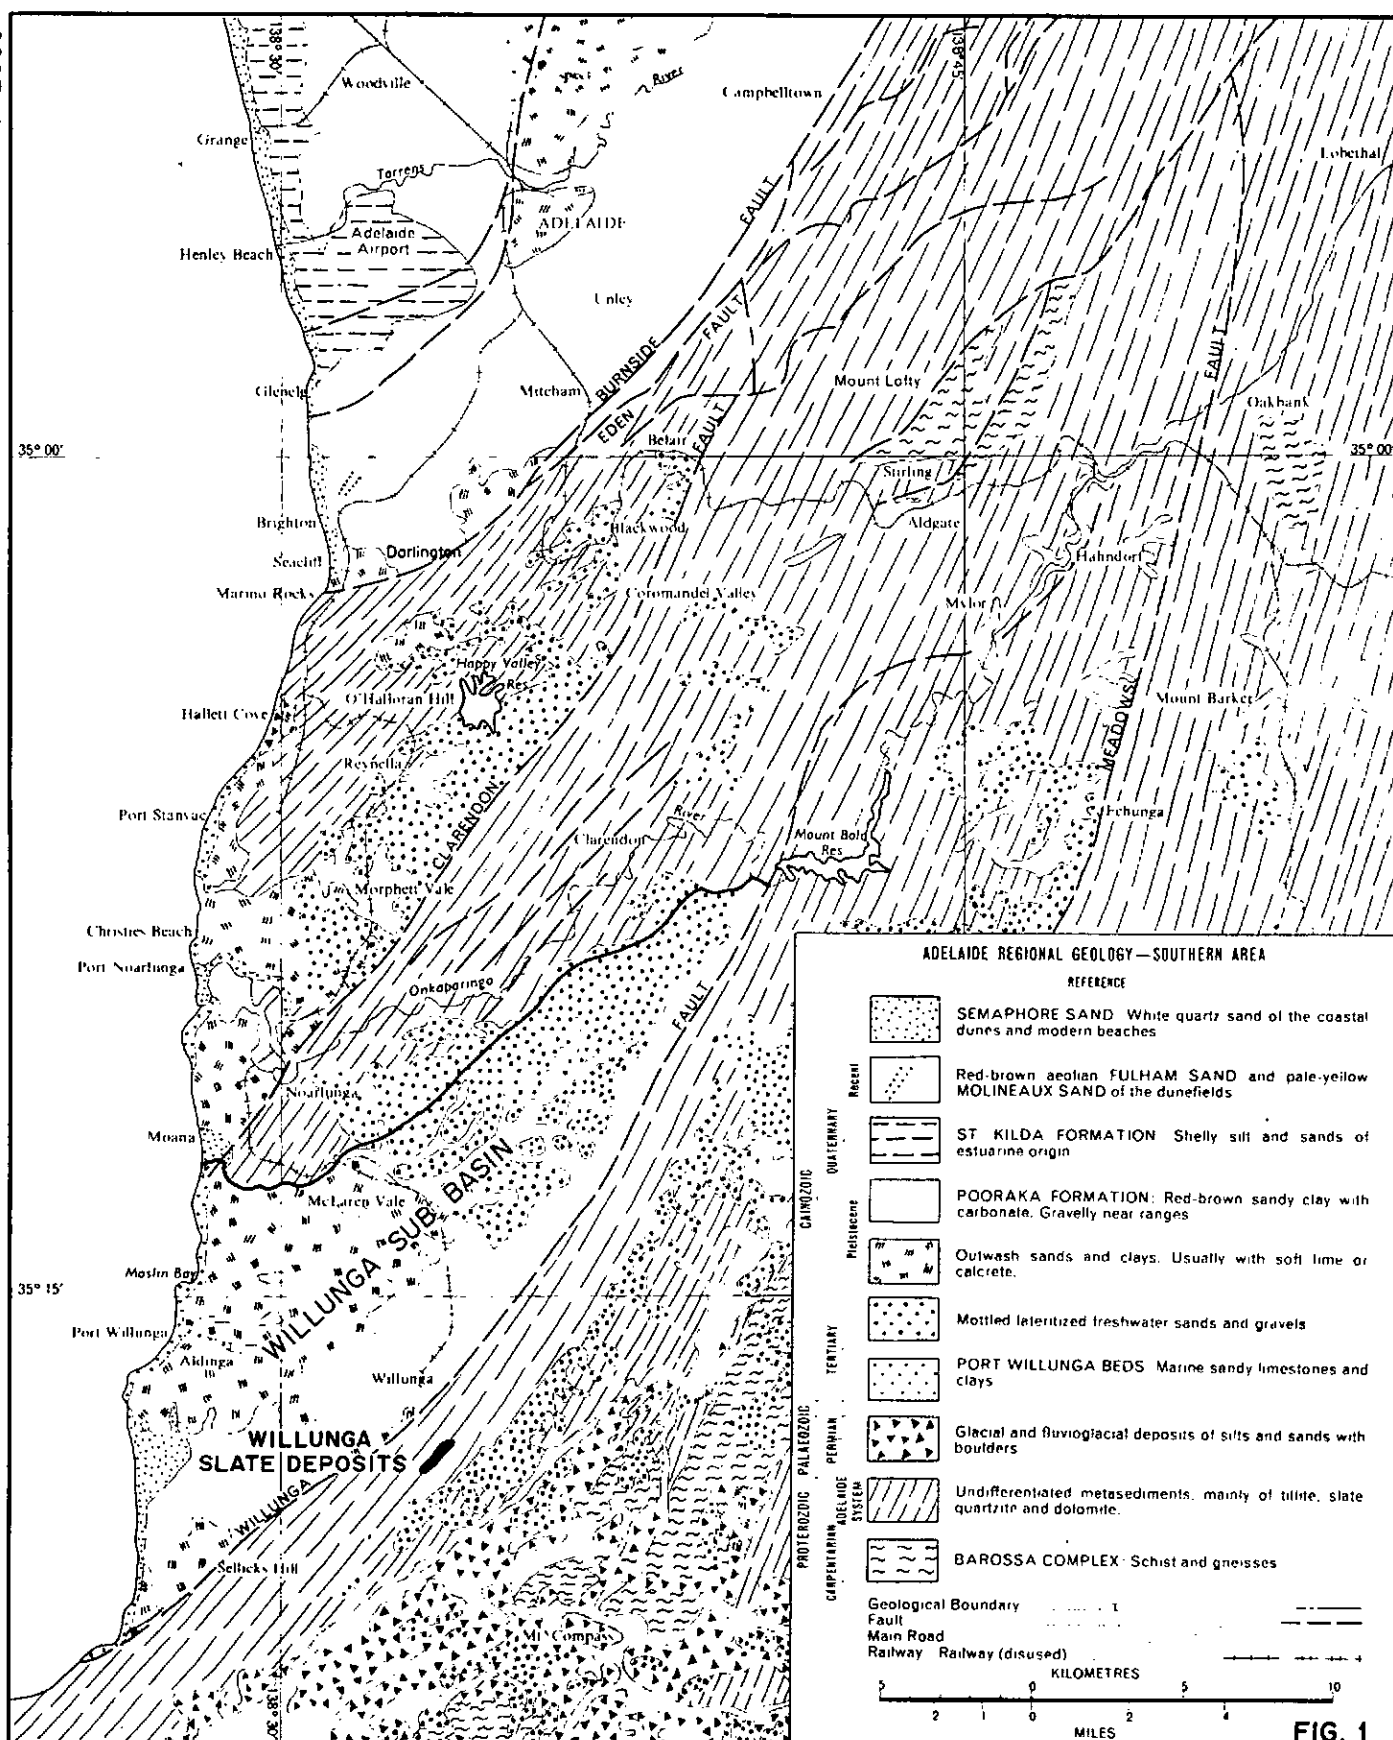 138° 30'
138° 45'
Woodville
River
Campbelltown
Grange
Lobethal
Torrens
ADELAIDE
FAULT
Adelaide
Airport
Henley Beach
Unley
FAULT
BURNSIDE
FAULT
Glenelg
Mitcham
Mount Lofty
Oakbank
EDEN
Belair
FAULT
35° 00'
35° 00'
Stirling
Brighton
Blackwood
Aldgate
Darlington
Seacliff
Hahndorf
Marino Rocks
Coromandel Valley
Mylor
Happy Valley
Res
O'Halloran Hill
Mount Barker
Hallett Cove
MEADOWS
Reynella
CLARENDON
Port Stanvac
River
Clarendon
Mount Bold
Res
Echunga
Morphett Vale
Christies Beach
Port Noarlunga
Onkaparinga
FAULT
Noarlunga
Moana
McLaren Vale
WILLUNGA SUB BASIN
Maslin Bay
35° 15'
Port Willunga
Aldinga
Willunga
WILLUNGA
SLATE DEPOSITS
WILLUNGA
Sellicks Hill
Mt Compass
138° 30'
ADELAIDE REGIONAL GEOLOGY—SOUTHERN AREA
REFERENCE
SEMAPHORE SAND White quartz sand of the coastal
dunes and modern beaches
Red-brown aeolian FULHAM SAND and pale-yellow
MOLINEAUX SAND of the dunefields
ST KILDA FORMATION Shelly silt and sands of
estuarine origin
POORAKA FORMATION: Red-brown sandy clay with
carbonate. Gravelly near ranges
Outwash sands and clays. Usually with soft lime or
calcrete.
Mottled lateritized freshwater sands and gravels
PORT WILLUNGA BEDS Marine sandy limestones and
clays
Glacial and fluvioglacial deposits of silts and sands with
boulders
Undifferentiated metasediments, mainly of tillite, slate
quartzite and dolomite.
BAROSSA COMPLEX Schist and gneisses
Recent
Pleistocene
QUATERNARY
TERTIARY
CAINOZOIC
PERMIAN
PALAEOZOIC
ADELAIDE
SYSTEM
CARPENTARIAN
PROTEROZOIC
Geological Boundary
Fault
Main Road
Railway Railway (disused)
KILOMETRES
5 0 5 10
2 1 0 2 4
MILES
FIG. 1